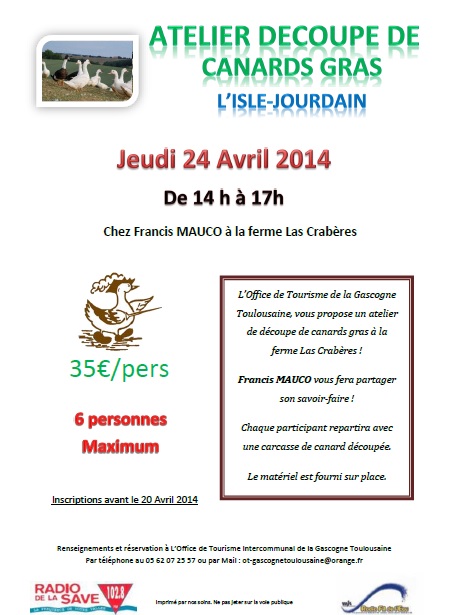 ATELIER DECOUPE DE
CANARDS GRAS
L'ISLE-JOURDAIN
Jeudi 24 Avril 2014
De 14 h à 17h
Chez Francis MAUCO à la ferme Las Crabères
35€/pers
6 personnes
Maximum
Inscriptions avant le 20 Avril 2014
L'Office de Tourisme de la Gascogne
Toulousaine, vous propose un atelier
de découpe de canards gras à la
ferme Las Crabères !
Francis MAUCO vous fera partager
son savoir-faire !
Chaque participant repartira avec
une carcasse de canard découpée.
Le matériel est fourni sur place.
Renseignements et réservation à L'Office de Tourisme Intercommunal de la Gascogne Toulousaine
Par téléphone au 05 62 07 25 57 ou par Mail : ot-gascognetoulousaine@orange.fr
RADIO
DE LA SAVE
102.8
Imprimé par nos soins. Ne pas jeter sur la voie publique